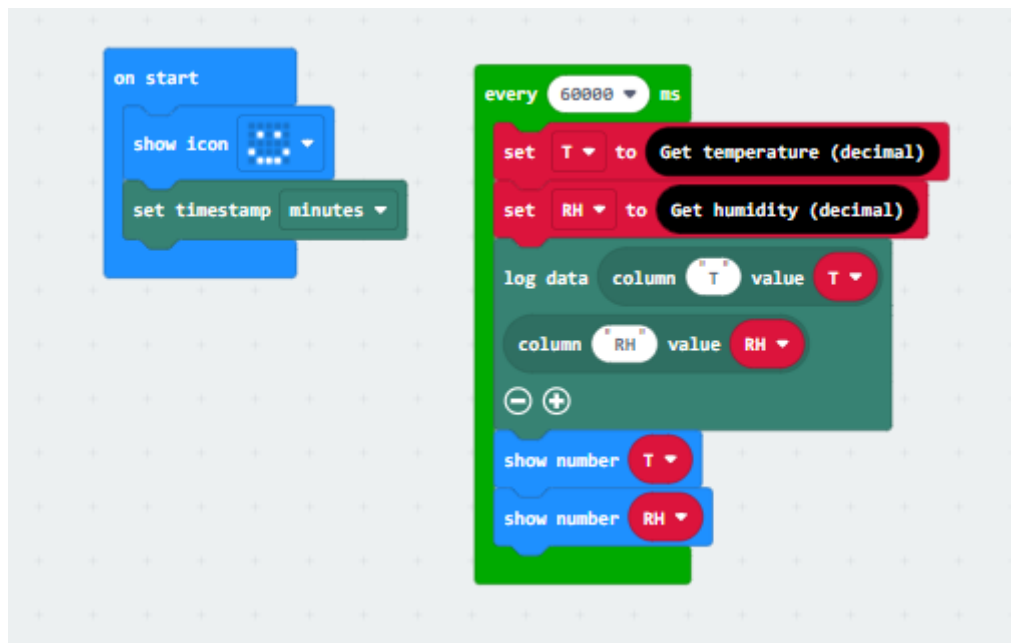 on start
show icon
set timestamp minutes
every 60000 ms
set T to Get temperature (decimal)
set RH to Get humidity (decimal)
log data column "T" value T
column "RH" value RH
show number T
show number RH